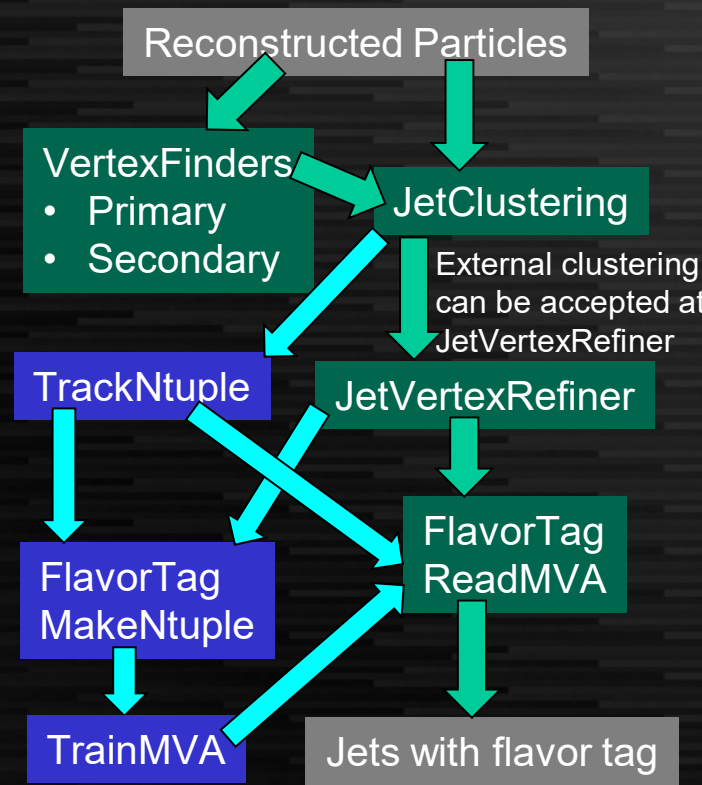 Reconstructed Particles
VertexFinders
• Primary
• Secondary
JetClustering
External clustering
can be accepted at
JetVertexRefiner
TrackNtuple
JetVertexRefiner
FlavorTag
MakeNtuple
FlavorTag
ReadMVA
TrainMVA
Jets with flavor tag